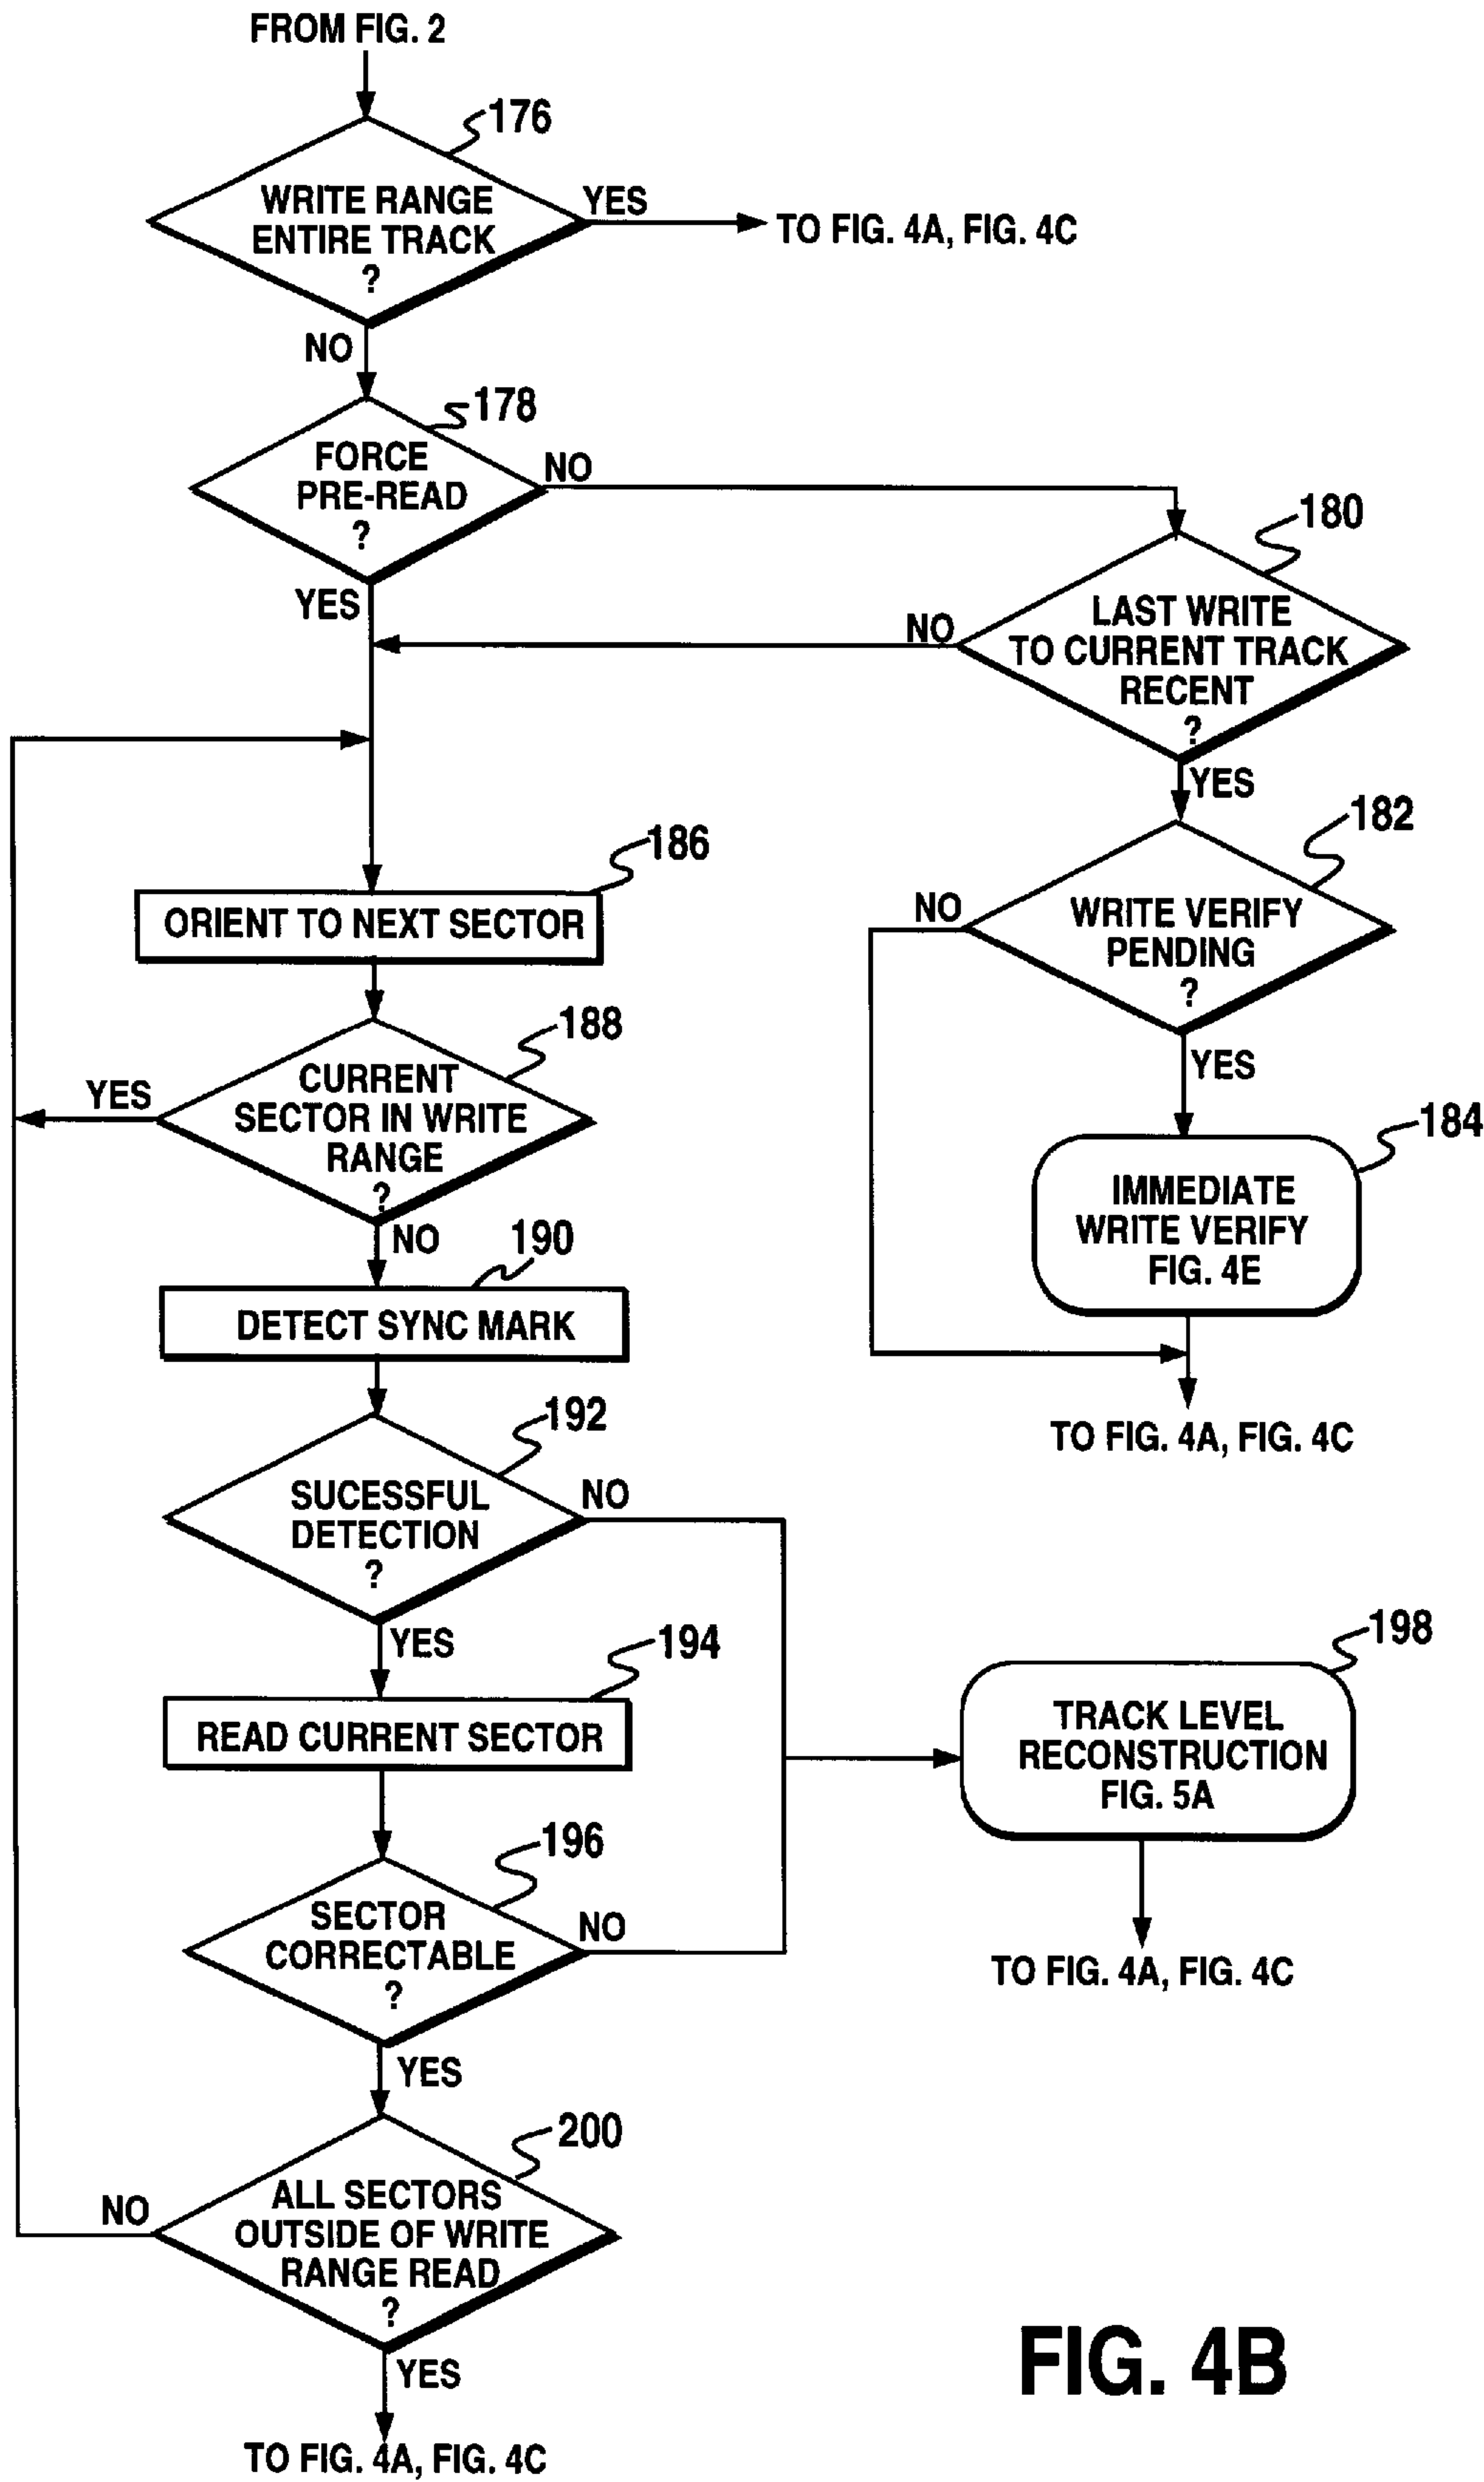 FROM FIG. 2
176
WRITE RANGE
ENTIRE TRACK
?
YES
TO FIG. 4A, FIG. 4C
NO
178
FORCE
PRE-READ
?
NO
YES
180
LAST WRITE
TO CURRENT TRACK
RECENT
?
NO
YES
182
WRITE VERIFY
PENDING
?
NO
YES
184
IMMEDIATE
WRITE VERIFY
FIG. 4E
TO FIG. 4A, FIG. 4C
186
ORIENT TO NEXT SECTOR
188
CURRENT
SECTOR IN WRITE
RANGE
?
YES
NO
190
DETECT SYNC MARK
192
SUCESSFUL
DETECTION
?
NO
YES
194
READ CURRENT SECTOR
196
SECTOR
CORRECTABLE
?
NO
YES
198
TRACK LEVEL
RECONSTRUCTION
FIG. 5A
TO FIG. 4A, FIG. 4C
200
ALL SECTORS
OUTSIDE OF WRITE
RANGE READ
?
NO
YES
TO FIG. 4A, FIG. 4C
FIG. 4B